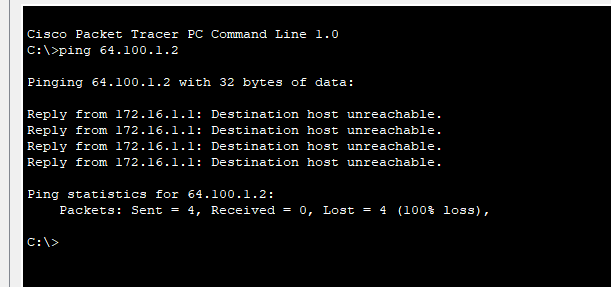 Cisco Packet Tracer PC Command Line 1.0
C:\>ping 64.100.1.2
Pinging 64.100.1.2 with 32 bytes of data:
Reply from 172.16.1.1: Destination host unreachable.
Reply from 172.16.1.1: Destination host unreachable.
Reply from 172.16.1.1: Destination host unreachable.
Reply from 172.16.1.1: Destination host unreachable.
Ping statistics for 64.100.1.2:
    Packets: Sent = 4, Received = 0, Lost = 4 (100% loss),
C:\>